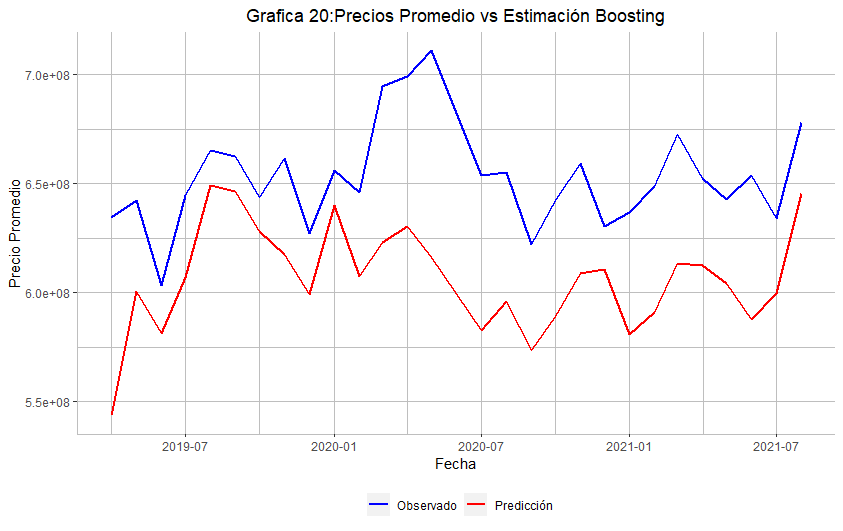 Grafica 20:Precios Promedio vs Estimación Boosting
Precio Promedio
7.0e+08
6.5e+08
6.0e+08
5.5e+08
2019-07 2020-01 2020-07 2021-01 2021-07
Fecha
Observado Predicción